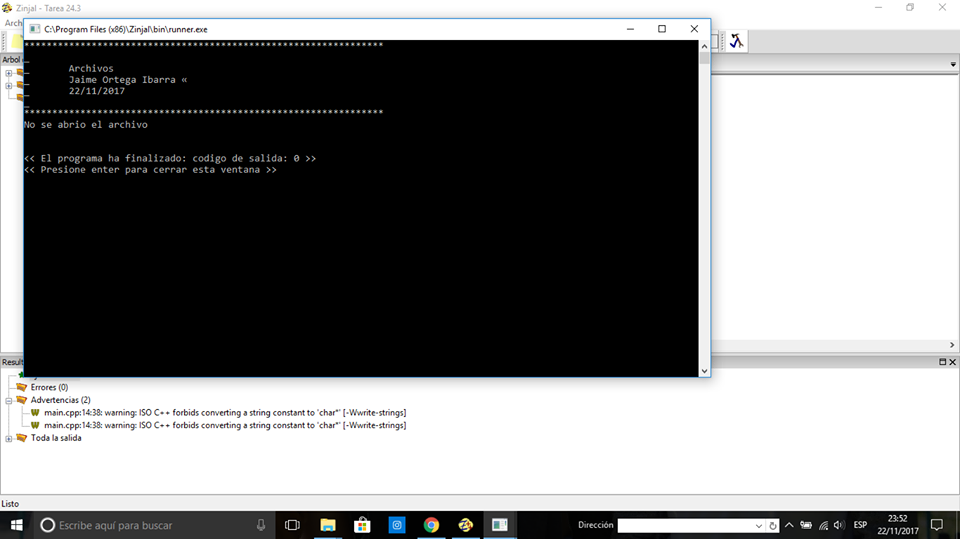 Zinjal - Tarea 24.3
Arch
C:\Program Files (x86)\Zinjal\bin\runner.exe
Arbol
****************************************************************
Archivos
Jaime Ortega Ibarra «
22/11/2017
****************************************************************
No se abrio el archivo
<< El programa ha finalizado: codigo de salida: 0 >>
<< Presione enter para cerrar esta ventana >>
Result
Errores (0)
Advertencias (2)
main.cpp:14:38: warning: ISO C++ forbids converting a string constant to 'char*' [-Wwrite-strings]
main.cpp:14:38: warning: ISO C++ forbids converting a string constant to 'char*' [-Wwrite-strings]
Toda la salida
Listo
Escribe aquí para buscar
Dirección
ESP
23:52
22/11/2017